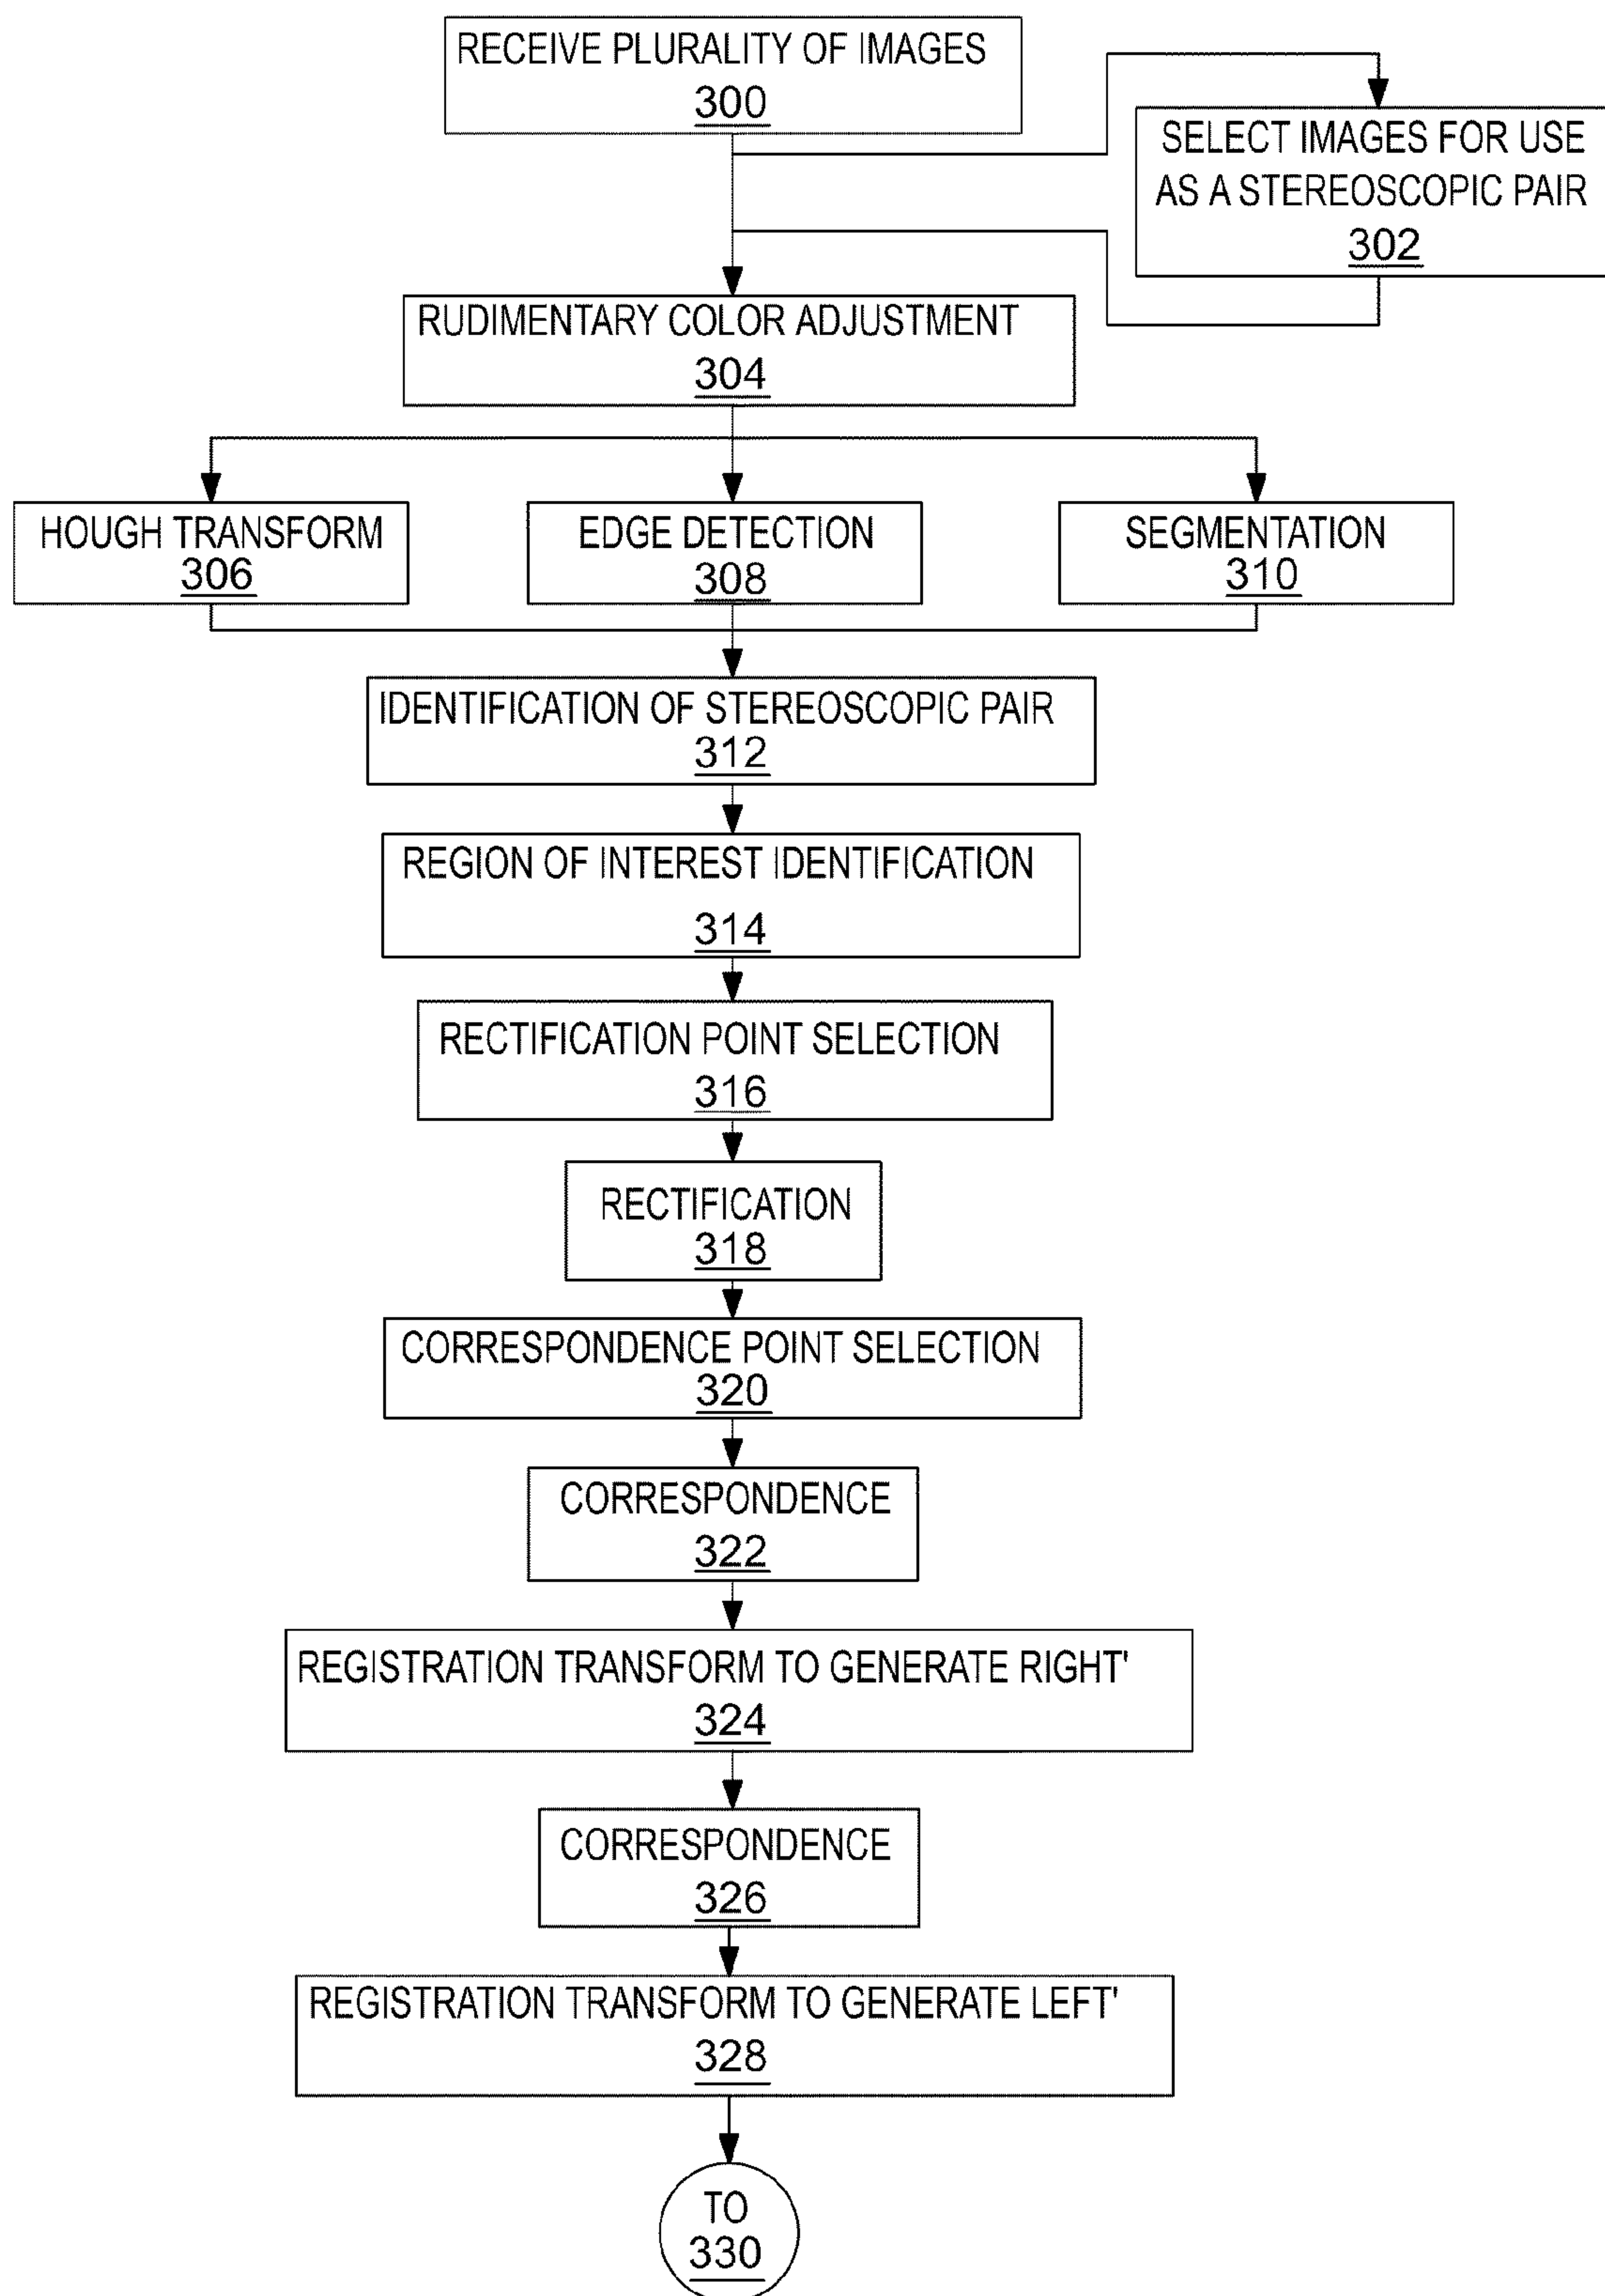 RECEIVE PLURALITY OF IMAGES
300
SELECT IMAGES FOR USE
AS A STEREOSCOPIC PAIR
302
RUDIMENTARY COLOR ADJUSTMENT
304
HOUGH TRANSFORM
306
EDGE DETECTION
308
SEGMENTATION
310
IDENTIFICATION OF STEREOSCOPIC PAIR
312
REGION OF INTEREST IDENTIFICATION
314
RECTIFICATION POINT SELECTION
316
RECTIFICATION
318
CORRESPONDENCE POINT SELECTION
320
CORRESPONDENCE
322
REGISTRATION TRANSFORM TO GENERATE RIGHT'
324
CORRESPONDENCE
326
REGISTRATION TRANSFORM TO GENERATE LEFT'
328
TO
330